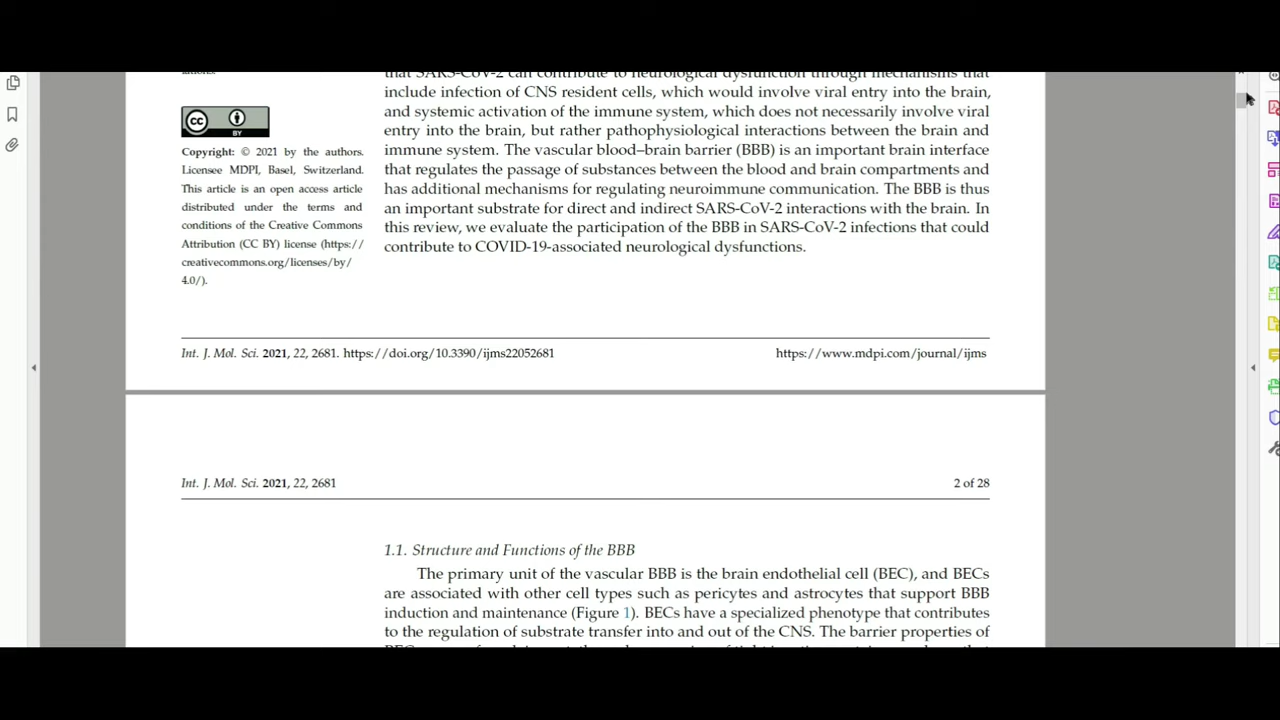 ations.
that SARS-CoV-2 can contribute to neurological dysfunction through mechanisms that
include infection of CNS resident cells, which would involve viral entry into the brain,
and systemic activation of the immune system, which does not necessarily involve viral
entry into the brain, but rather pathophysiological interactions between the brain and
immune system. The vascular blood–brain barrier (BBB) is an important brain interface
that regulates the passage of substances between the blood and brain compartments and
has additional mechanisms for regulating neuroimmune communication. The BBB is thus
an important substrate for direct and indirect SARS-CoV-2 interactions with the brain. In
this review, we evaluate the participation of the BBB in SARS-CoV-2 infections that could
contribute to COVID-19-associated neurological dysfunctions.
CC BY
Copyright: © 2021 by the authors.
Licensee MDPI, Basel, Switzerland.
This article is an open access article
distributed under the terms and
conditions of the Creative Commons
Attribution (CC BY) license (https://
creativecommons.org/licenses/by/
4.0/).
Int. J. Mol. Sci. 2021, 22, 2681. https://doi.org/10.3390/ijms22052681
https://www.mdpi.com/journal/ijms
Int. J. Mol. Sci. 2021, 22, 2681
2 of 28
1.1. Structure and Functions of the BBB
The primary unit of the vascular BBB is the brain endothelial cell (BEC), and BECs
are associated with other cell types such as pericytes and astrocytes that support BBB
induction and maintenance (Figure 1). BECs have a specialized phenotype that contributes
to the regulation of substrate transfer into and out of the CNS. The barrier properties of